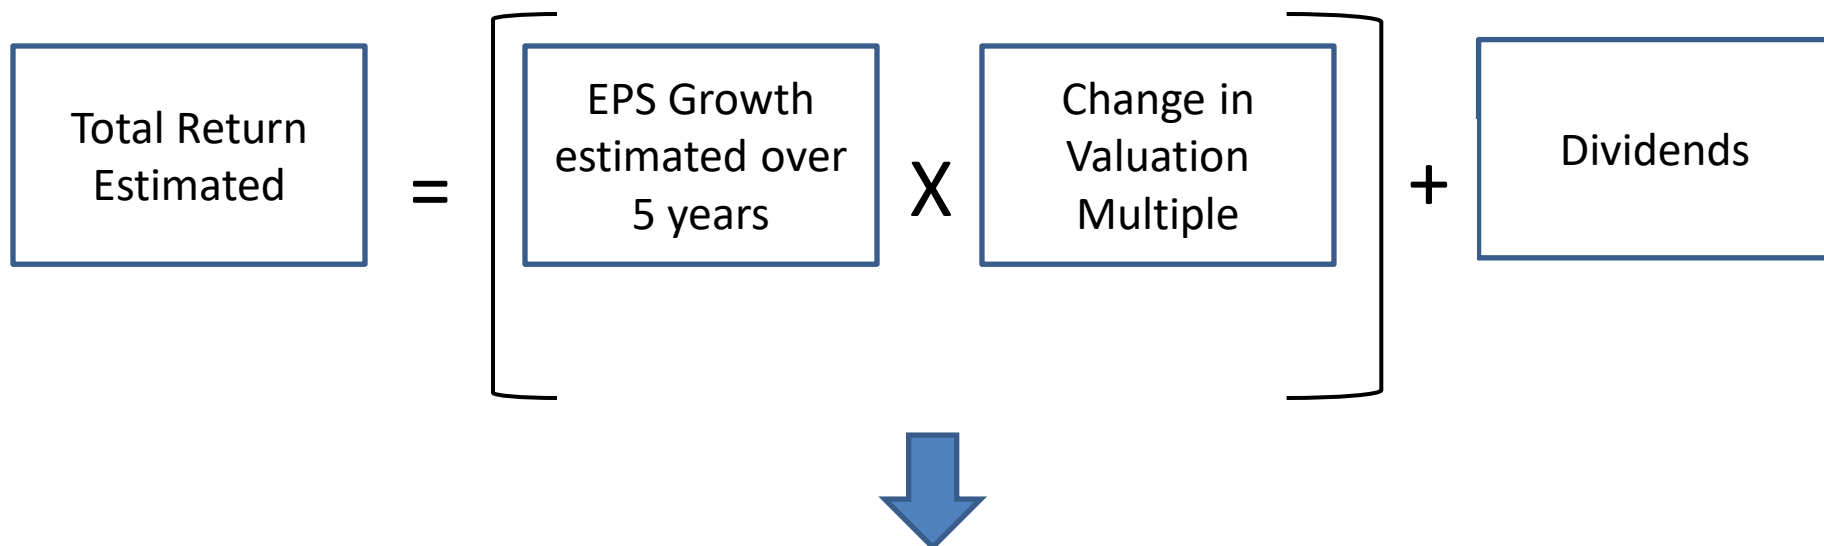 Total Return
Estimated
=
EPS Growth
estimated over
5 years
X
Change in
Valuation
Multiple
+
Dividends